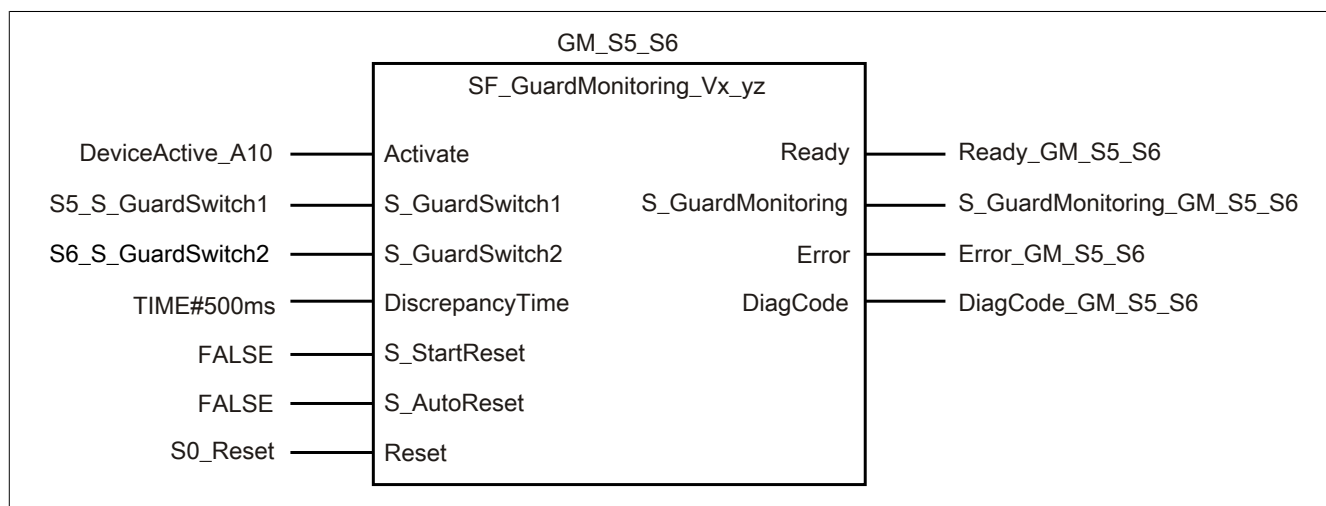 GM_S5_S6
SF_GuardMonitoring_Vx_yz
DeviceActive_A10 Activate Ready Ready_GM_S5_S6
S5_S_GuardSwitch1 S_GuardSwitch1 S_GuardMonitoring S_GuardMonitoring_GM_S5_S6
S6_S_GuardSwitch2 S_GuardSwitch2 Error Error_GM_S5_S6
TIME#500ms DiscrepancyTime DiagCode DiagCode_GM_S5_S6
FALSE S_StartReset
FALSE S_AutoReset
S0_Reset Reset